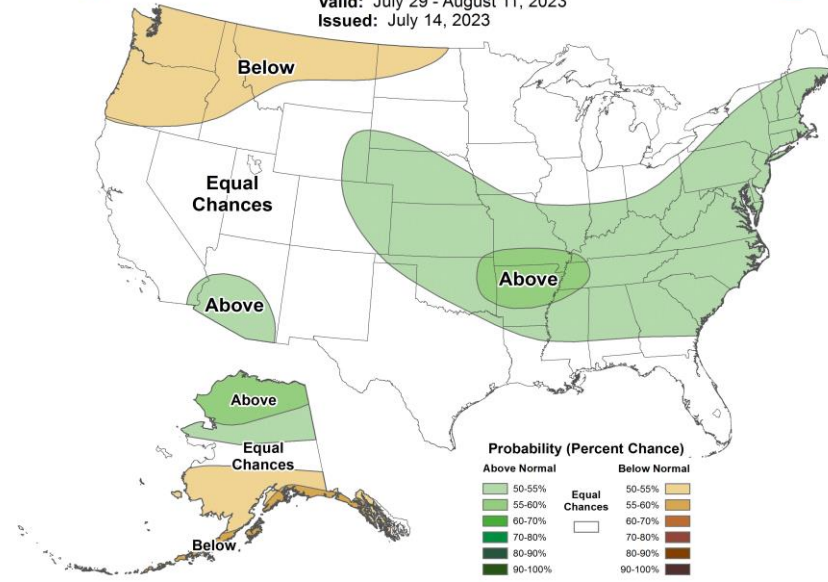 Valid: July 29 - August 11, 2023
Issued: July 14, 2023
Below
Equal
Chances
Above
Above
Above
Equal
Chances
Below
Probability (Percent Chance)
Above Normal
Below Normal
50-55%
55-60%
60-70%
70-80%
80-90%
90-100%
Equal
Chances
50-55%
55-60%
60-70%
70-80%
80-90%
90-100%